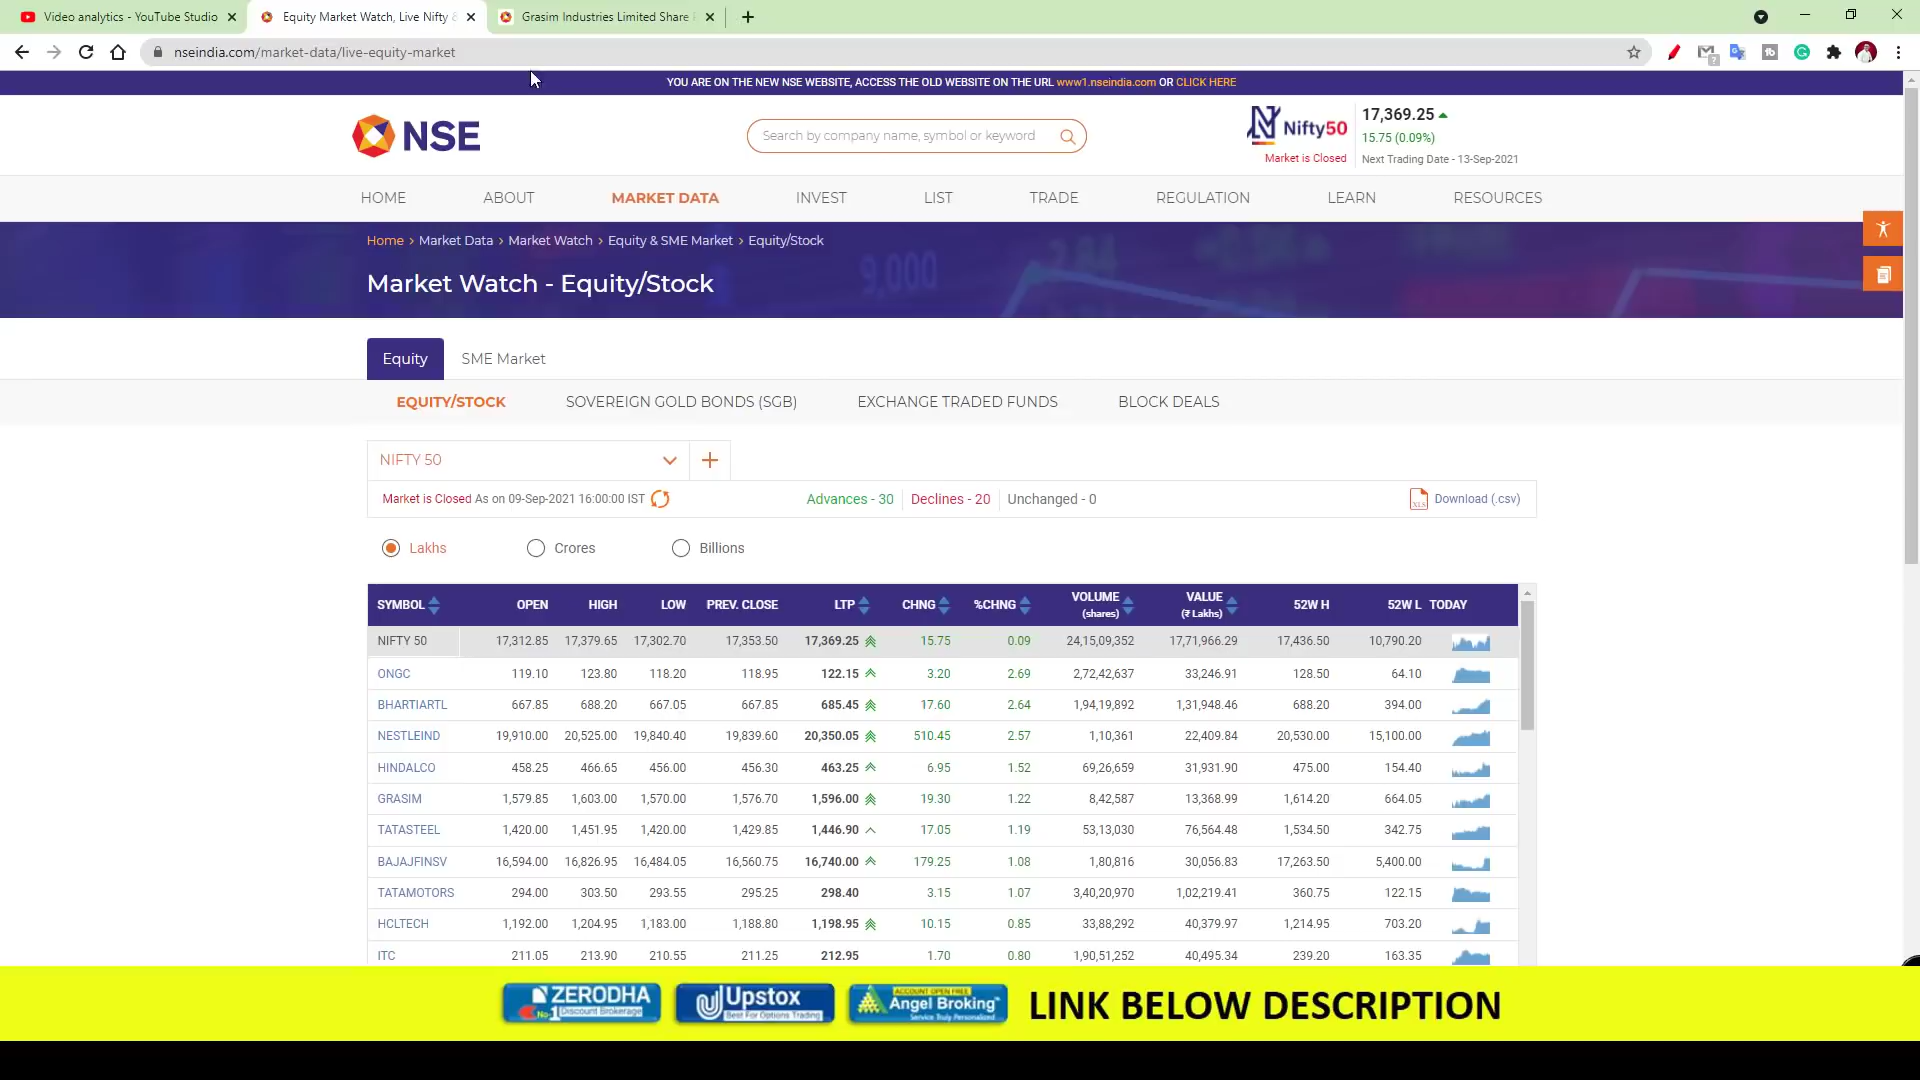 Video analytics - YouTube Studio
Equity Market Watch, Live Nifty
Grasim Industries Limited Share
nseindia.com/market-data/live-equity-market
YOU ARE ON THE NEW NSE WEBSITE, ACCESS THE OLD WEBSITE ON THE URL www1.nseindia.com OR CLICK HERE
NSE
Search by company name, symbol or keyword
Nifty50
Market is Closed
17,369.25
15.75 (0.09%)
Next Trading Date - 13-Sep-2021
HOME ABOUT MARKET DATA INVEST LIST TRADE REGULATION LEARN RESOURCES
Home > Market Data > Market Watch > Equity & SME Market > Equity/Stock
Market Watch - Equity/Stock
Equity SME Market
EQUITY/STOCK SOVEREIGN GOLD BONDS (SGB) EXCHANGE TRADED FUNDS BLOCK DEALS
NIFTY 50
Market is Closed As on 09-Sep-2021 16:00:00 IST Advances - 30 Declines - 20 Unchanged - 0 Download (.csv)
Lakhs Crores Billions
SYMBOL OPEN HIGH LOW PREV. CLOSE LTP CHNG %CHNG VOLUME (shares) VALUE (₹ Lakhs) 52W H 52W L TODAY
NIFTY 50 17,312.85 17,379.65 17,302.70 17,353.50 17,369.25 15.75 0.09 24,15,09,352 17,71,966.29 17,436.50 10,790.20
ONGC 119.10 123.80 118.20 118.95 122.15 3.20 2.69 2,72,42,637 33,246.91 128.50 64.10
BHARTIARTL 667.85 688.20 667.05 667.85 685.45 17.60 2.64 1,94,19,892 1,31,948.46 688.20 394.00
NESTLEIND 19,910.00 20,525.00 19,840.40 19,839.60 20,350.05 510.45 2.57 1,10,361 22,409.84 20,530.00 15,100.00
HINDALCO 458.25 466.65 456.00 456.30 463.25 6.95 1.52 69,26,659 31,931.90 475.00 154.40
GRASIM 1,579.85 1,603.00 1,570.00 1,576.70 1,596.00 19.30 1.22 8,42,587 13,368.99 1,614.20 664.05
TATASTEEL 1,420.00 1,451.95 1,420.00 1,429.85 1,446.90 17.05 1.19 53,13,030 76,564.48 1,534.50 342.75
BAJAJFINSV 16,594.00 16,826.95 16,484.05 16,560.75 16,740.00 179.25 1.08 1,80,816 30,056.83 17,263.50 5,400.00
TATAMOTORS 294.00 303.50 293.55 295.25 298.40 3.15 1.07 3,40,20,970 1,02,219.41 360.75 122.15
HCLTECH 1,192.00 1,204.95 1,183.00 1,188.80 1,198.95 10.15 0.85 33,88,292 40,379.97 1,214.95 703.20
ITC 211.05 213.90 210.55 211.25 212.95 1.70 0.80 1,90,51,252 40,495.34 239.20 163.35
ZERODHA
No-1 Discount Brokerage
Upstox
Best For Options Trading
ACCOUNT OPEN FREE
Angel Broking
Service Truly Personalized
LINK BELOW DESCRIPTION